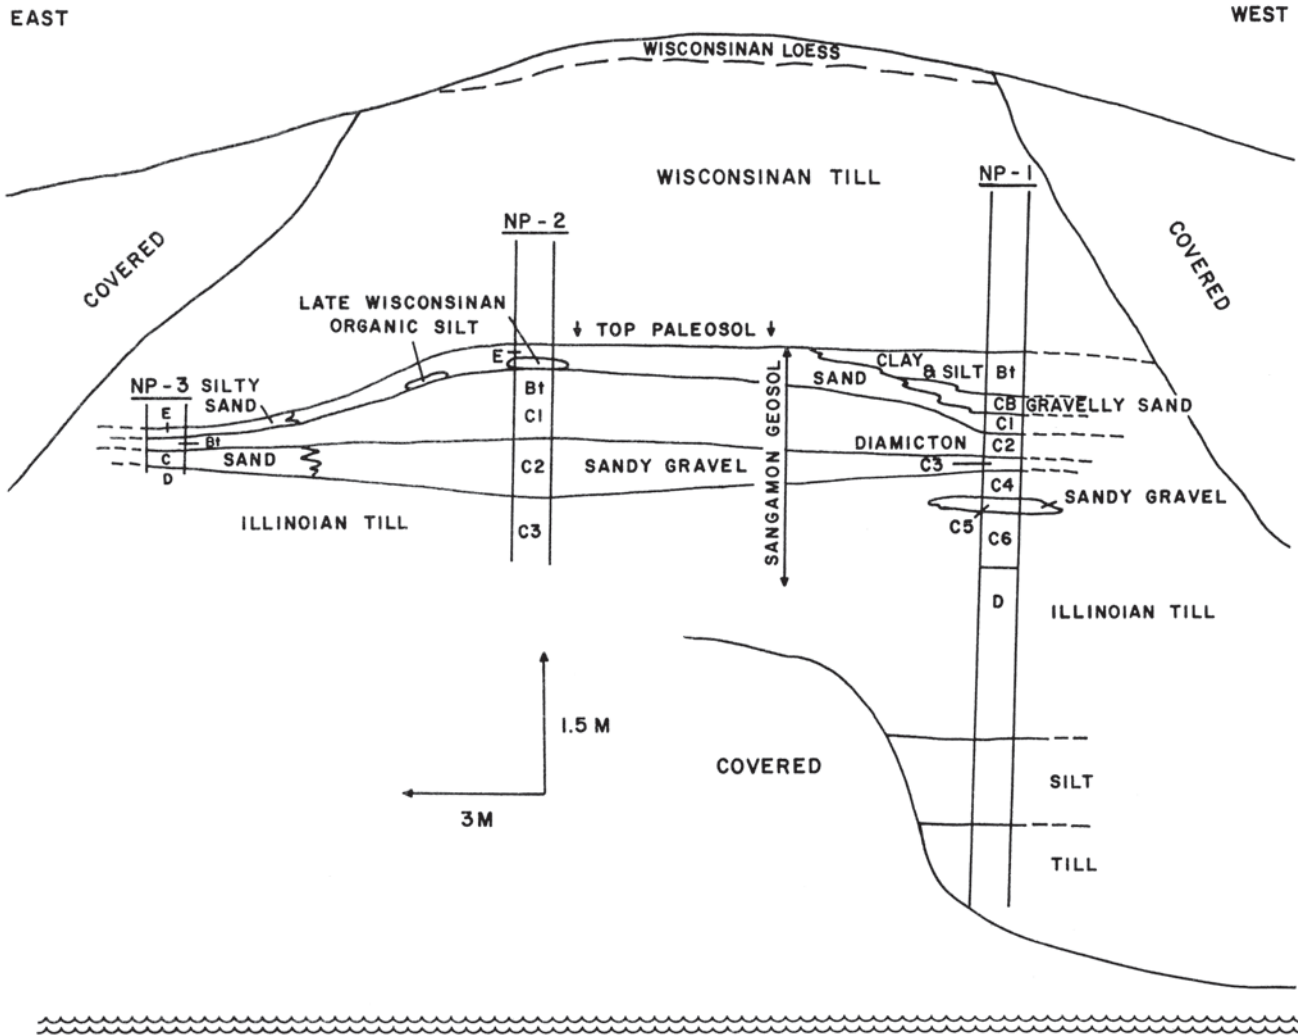 EAST
WEST
WISCONSINAN LOESS
WISCONSINAN TILL
NP-1
NP-2
COVERED
COVERED
LATE WISCONSINAN
ORGANIC SILT
↓ TOP PALEOSOL ↓
E
CLAY
& SILT
Bt
SAND
NP-3
SILTY
SAND
Bt
CB
GRAVELLY SAND
E
C1
C1
Bt
DIAMICTON
C2
C
SAND
C2
SANDY GRAVEL
C3
D
C4
SANDY GRAVEL
SANGAMON GEOSOL
ILLINOIAN TILL
C3
C5
C6
D
ILLINOIAN TILL
1.5 M
3 M
COVERED
SILT
TILL